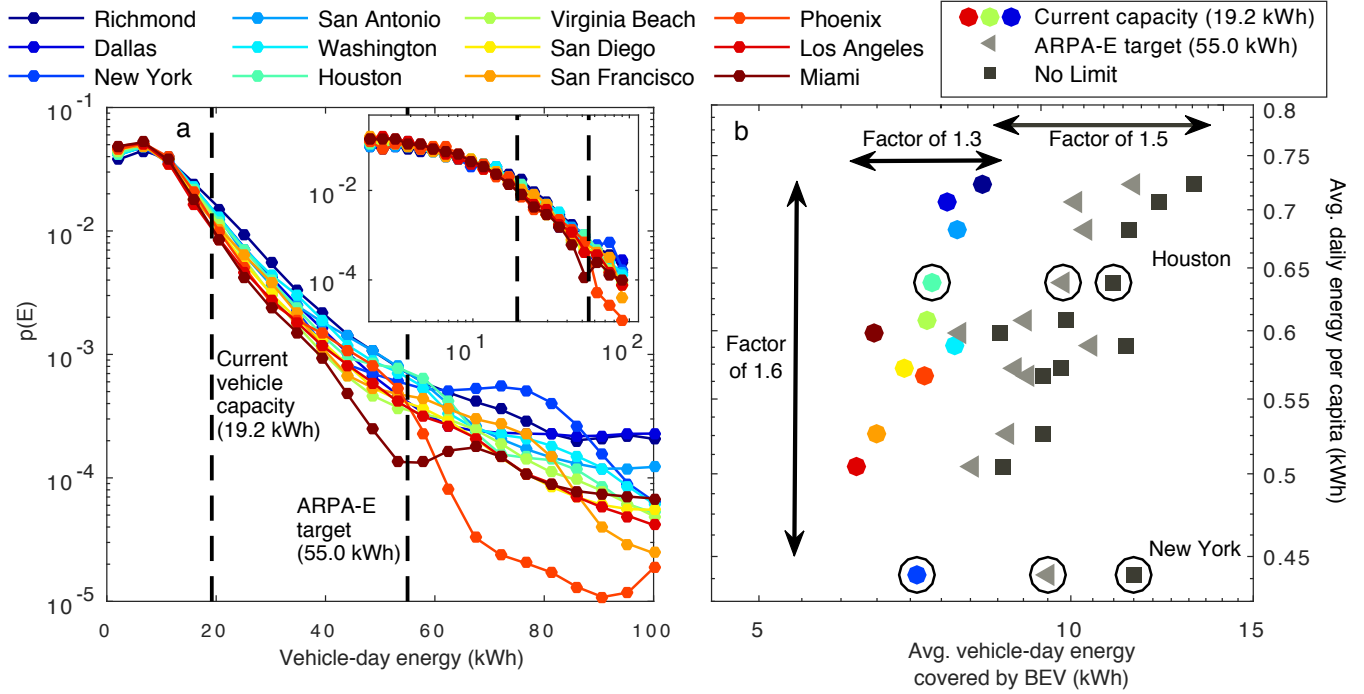 Richmond San Antonio Virginia Beach Phoenix
Dallas Washington San Diego Los Angeles
New York Houston San Francisco Miami
Current capacity (19.2 kWh)
ARPA-E target (55.0 kWh)
No Limit
a
p(E)
10-1
10-2
10-3
10-4
10-5
0 20 40 60 80 100
Vehicle-day energy (kWh)
Current
vehicle
capacity
(19.2 kWh)
ARPA-E
target
(55.0 kWh)
10-2
10-4
101 102
b
Factor of 1.3
Factor of 1.5
Factor
of 1.6
Houston
New York
0.8
0.75
0.7
0.65
0.6
0.55
0.5
0.45
Avg. daily energy per capita (kWh)
5 10 15
Avg. vehicle-day energy
covered by BEV (kWh)